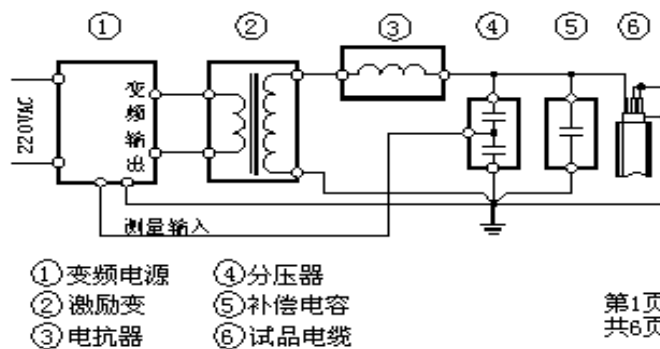 ① ② ③ ④ ⑤ ⑥
220VAC
变频输出
测量输入
①变频电源 ④分压器
②激励变 ⑤补偿电容
③电抗器 ⑥试品电缆
第1页
共6页